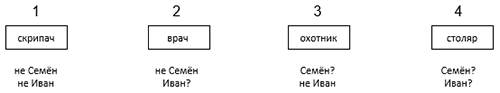 1 2 3 4
скрипач врач охотник столяр
не Семён не Семён Семён? Семён?
не Иван Иван? не Иван Иван?